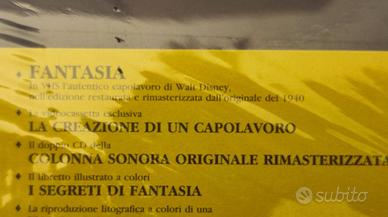 FANTASIA
In VHS l'autentico capolavoro di Walt Disney,
nell'edizione restaurata e rimasterizzata dall'originale del 1940
La videocassetta esclusiva
LA CREAZIONE DI UN CAPOLAVORO
Il doppio CD della
COLONNA SONORA ORIGINALE RIMASTERIZZATA
Il libretto illustrato a colori
I SEGRETI DI FANTASIA
La riproduzione litografica a colori di una
subito